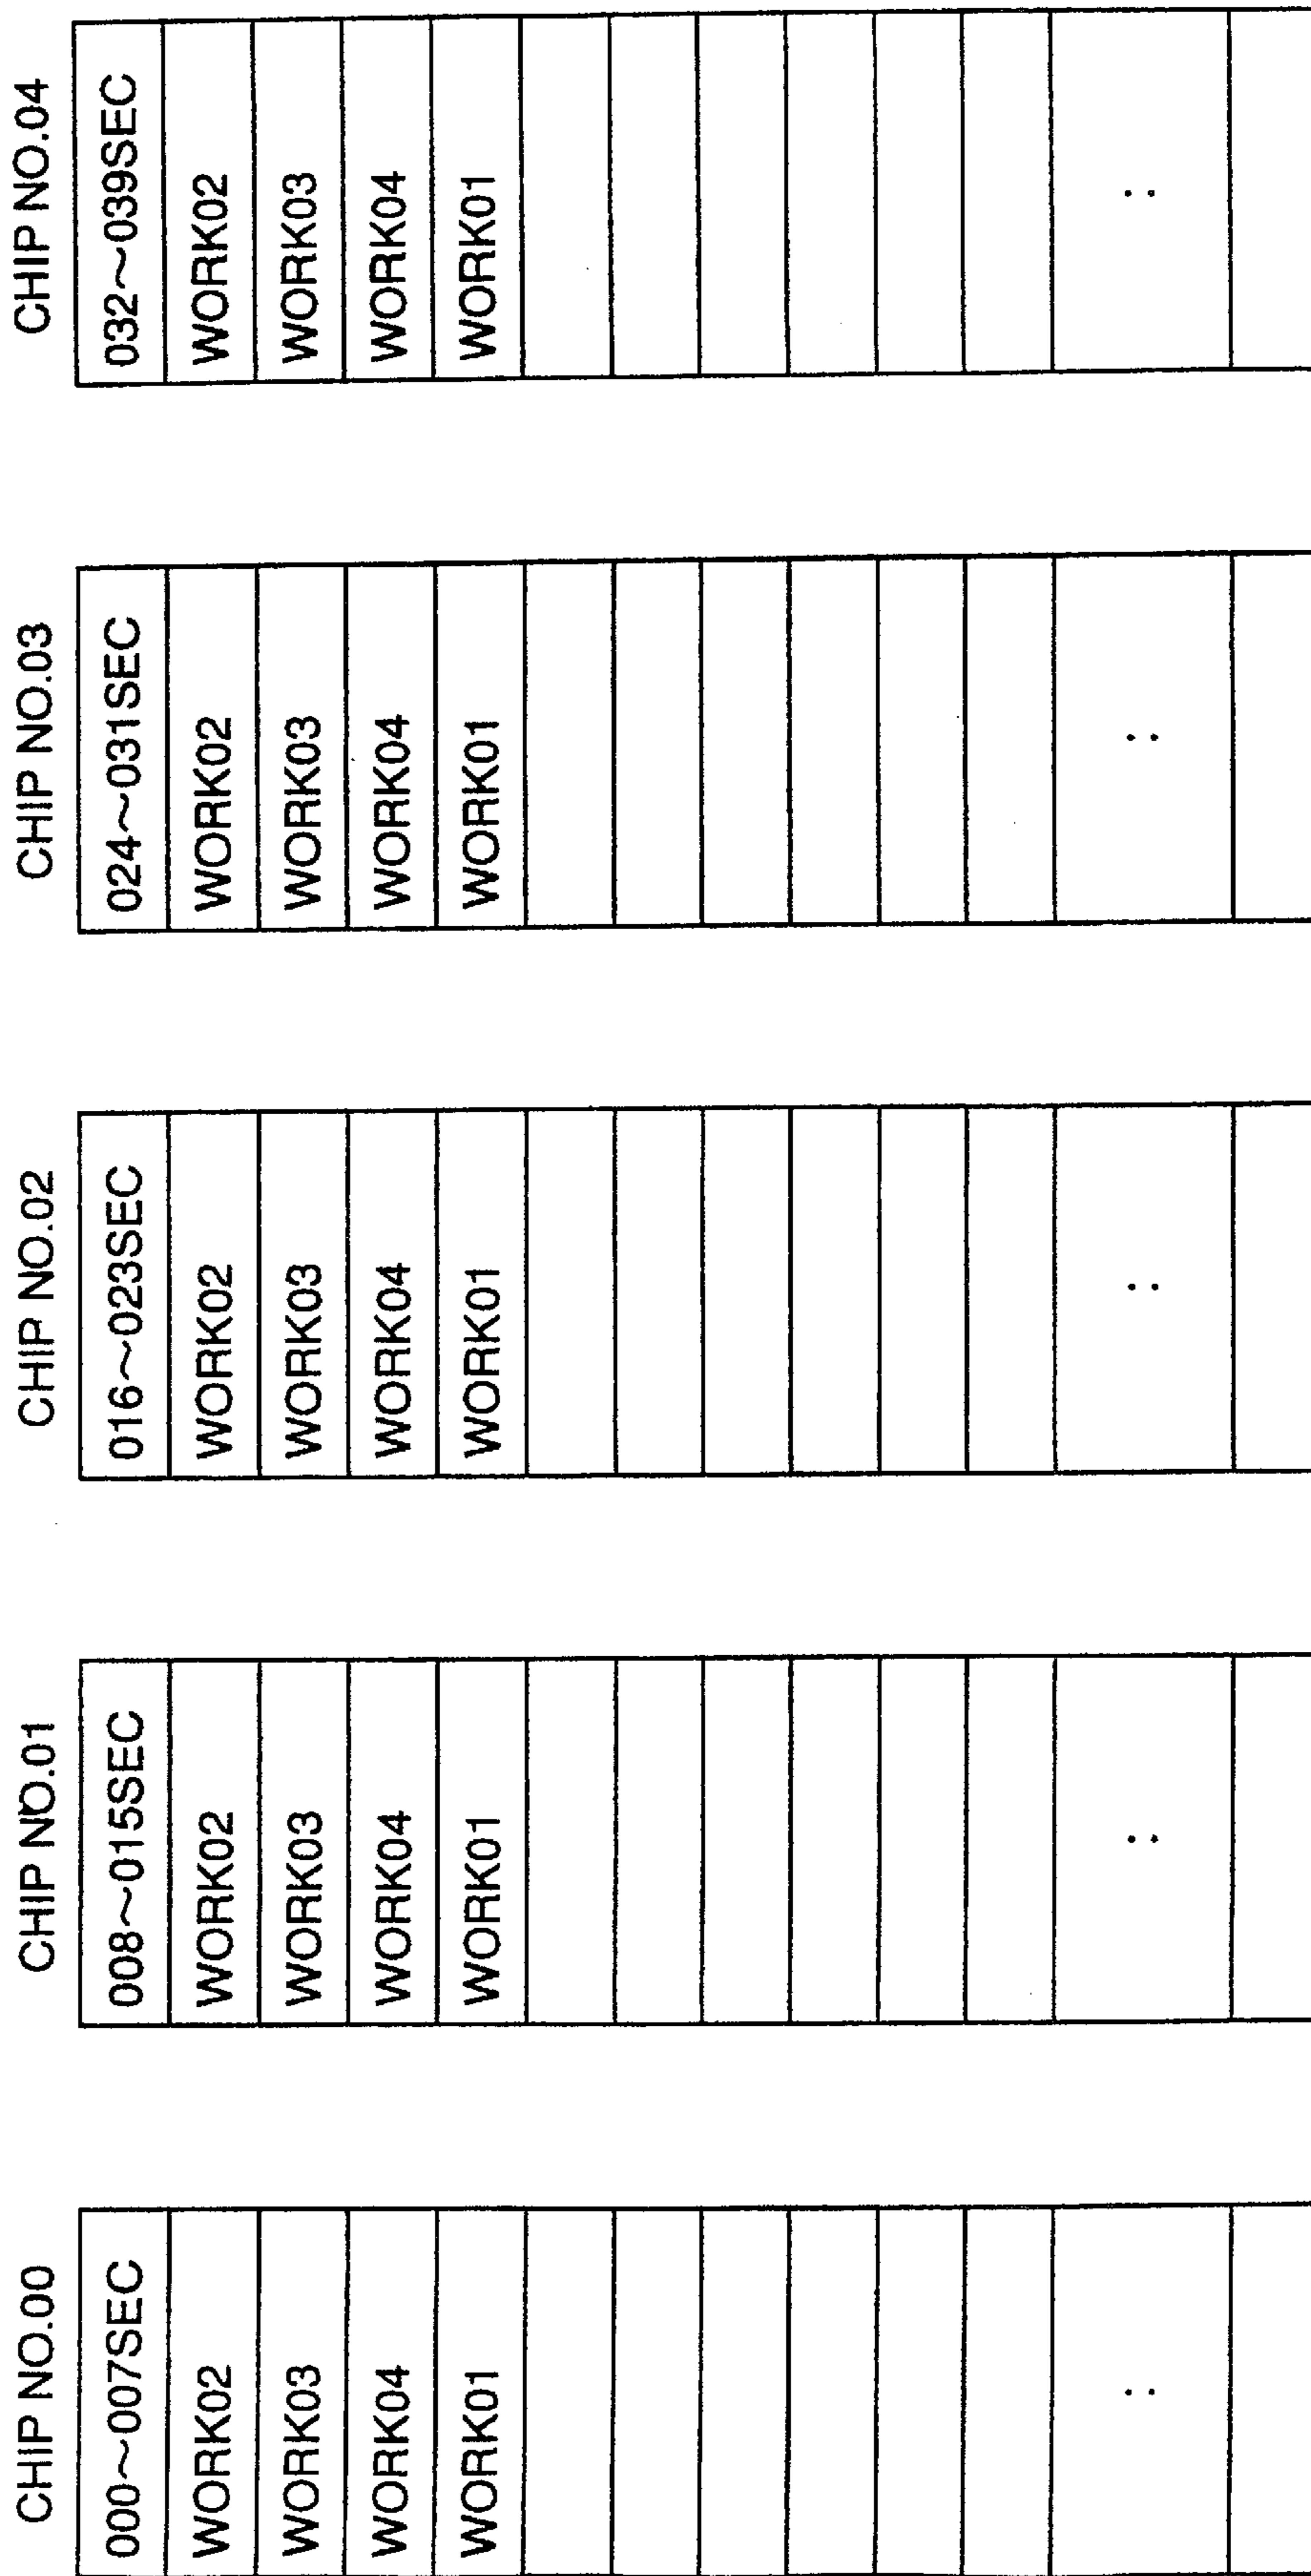 CHIP NO.00
000~007SEC
WORK02
WORK03
WORK04
WORK01
:
CHIP NO.01
008~015SEC
WORK02
WORK03
WORK04
WORK01
:
CHIP NO.02
016~023SEC
WORK02
WORK03
WORK04
WORK01
:
CHIP NO.03
024~031SEC
WORK02
WORK03
WORK04
WORK01
:
CHIP NO.04
032~039SEC
WORK02
WORK03
WORK04
WORK01
: